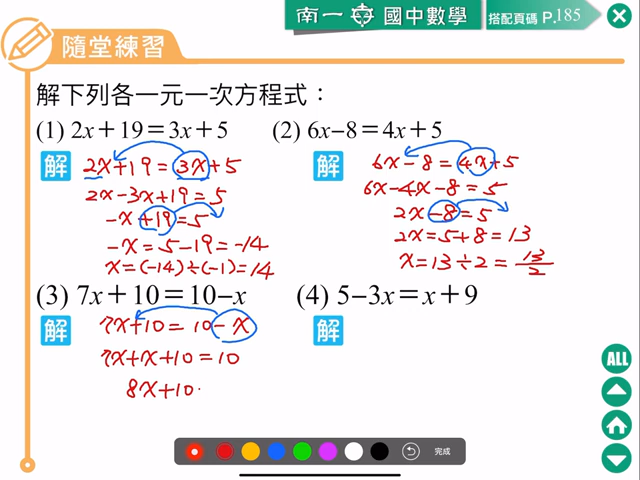 南一 國中數學 搭配頁碼 P.185
隨堂練習
解下列各一元一次方程式：
(1) 2x＋19＝3x＋5 (2) 6x－8＝4x＋5
解 2x+19=3x+5
2x-3x+19=5
-x+19=5
-x=5-19=-14
x=(-14)÷(-1)=14
解 6x-8=4x+5
6x-4x-8=5
2x-8=5
2x=5+8=13
x=13÷2=13/2
(3) 7x＋10＝10－x (4) 5－3x＝x＋9
解 7x+10=10-x
7x+x+10=10
8x+10
解
ALL
完成